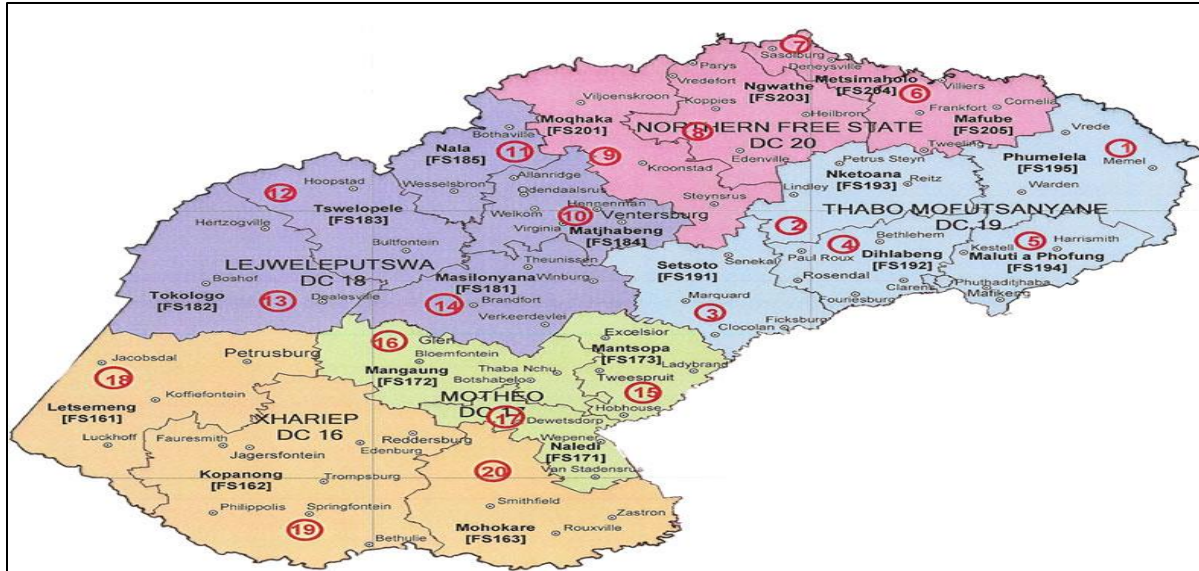 7
Sasolburg
Deneysville
Parys
Vredefort
Ngwathe
[FS203]
Metsimaholo
[FS204]
6
Villiers
Viljoenskroon
Koppies
Heilbron
Frankfort
Cornelia
Mafube
[FS205]
Moqhaka
[FS201]
8
NORTHERN FREE STATE
DC 20
Tweeling
Vrede
1
Bothaville
Nala
[FS185]
11
9
Edenville
Kroonstad
Petrus Steyn
Phumelela
[FS195]
Memel
Allanridge
Odendaalsrus
Wesselsbron
Steynsrus
Nketoana
[FS193]
Reitz
Lindley
Warden
12
Hoopstad
Tswelopele
[FS183]
Hertzogville
Hennenman
10
Ventersburg
Welkom
Virginia
Matjhabeng
[FS184]
THABO MOFUTSANYANE
DC 19
2
4
Bethlehem
5
Harrismith
Kestell
Bultfontein
Theunissen
Setsoto
[FS191]
Senekal
Paul Roux
Dihlabeng
[FS192]
Maluti a Phofung
[FS194]
LEJWELEPUTSWA
DC 18
Masilonyana
[FS181]
Winburg
Rosendal
Clarens
Phuthaditjhaba
Mafikeng
Boshof
Tokologo
[FS182]
13
Dealesville
14
Brandfort
Marquard
3
Fouriesburg
Verkeerdevlei
Clocolan
Ficksburg
16
Glen
Excelsior
Jacobsdal
Petrusburg
Bloemfontein
Mangaung
[FS172]
Thaba Nchu
Botshabelo
Mantsopa
[FS173]
Ladybrand
Tweespruit
18
Letsemeng
[FS161]
Koffiefontein
MOTHEO
DC 17
17
15
Hobhouse
Dewetsdorp
XHARIEP
DC 16
Luckhoff
Fauresmith
Jagersfontein
Reddersburg
Edenburg
Wepener
Naledi
[FS171]
Van Stadensrus
Kopanong
[FS162]
Trompsburg
20
Philippolis
Springfontein
Smithfield
19
Mohokare
[FS163]
Zastron
Rouxville
Bethulie